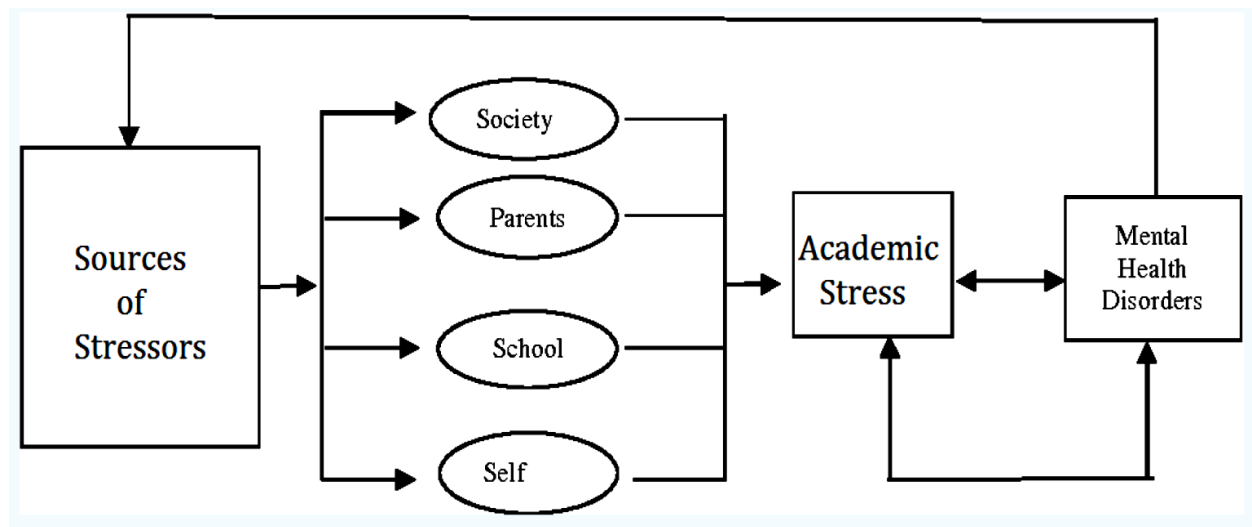 Sources
of
Stressors
Society
Parents
School
Self
Academic
Stress
Mental
Health
Disorders